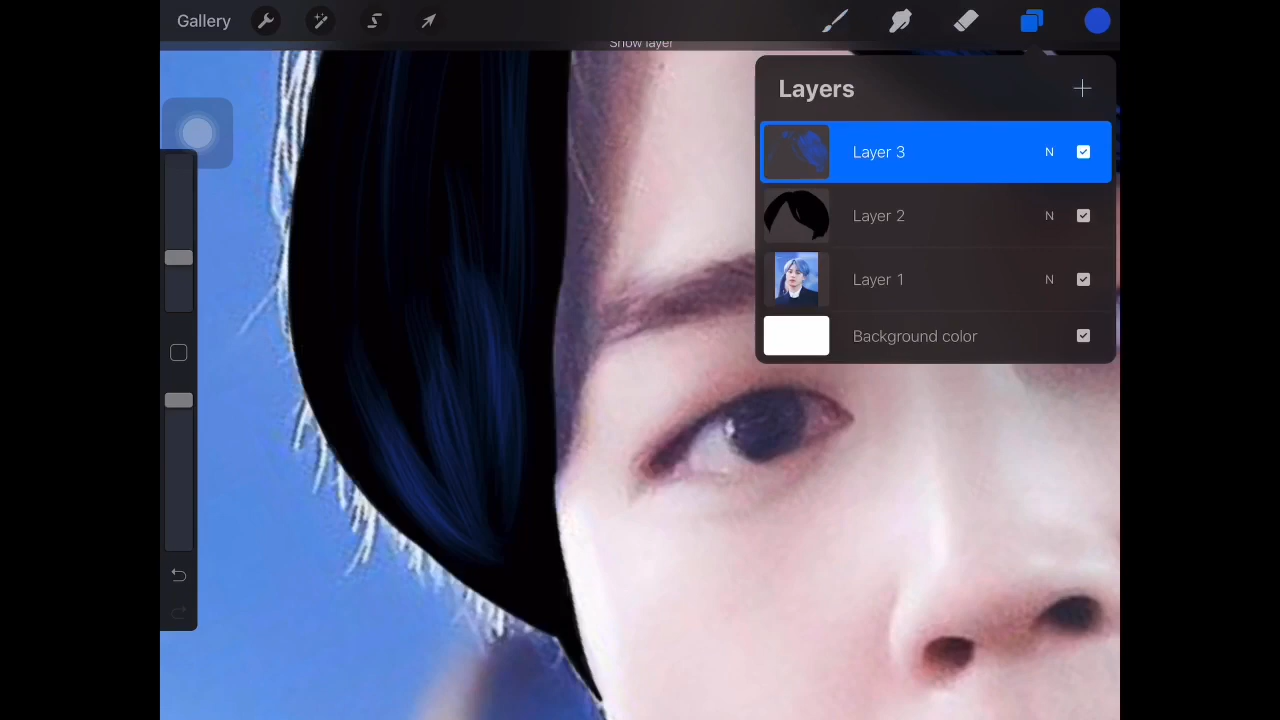 Gallery
Show layer
Layers
Layer 3 N
Layer 2 N
Layer 1 N
Background color